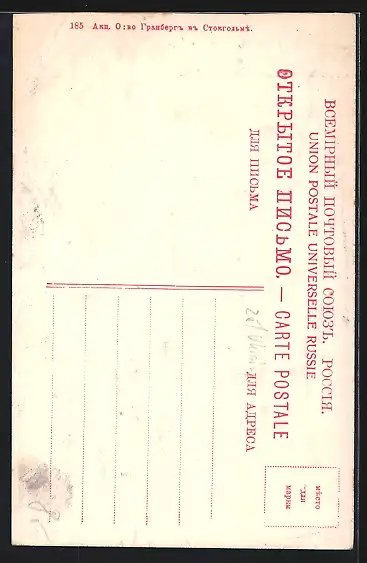 ВСЕМІРНЫЙ ПОЧТОВЫЙ СОЮЗЪ. РОССІЯ.
UNION POSTALE UNIVERSELLE RUSSIE
ОТКРЫТОЕ ПИСЬМО. — CARTE POSTALE
ДЛЯ ПИСЬМА
ДЛЯ АДРЕСА
мѣсто
для
марки
185 Акц. О:во Гранбергъ въ Стокгольмѣ.